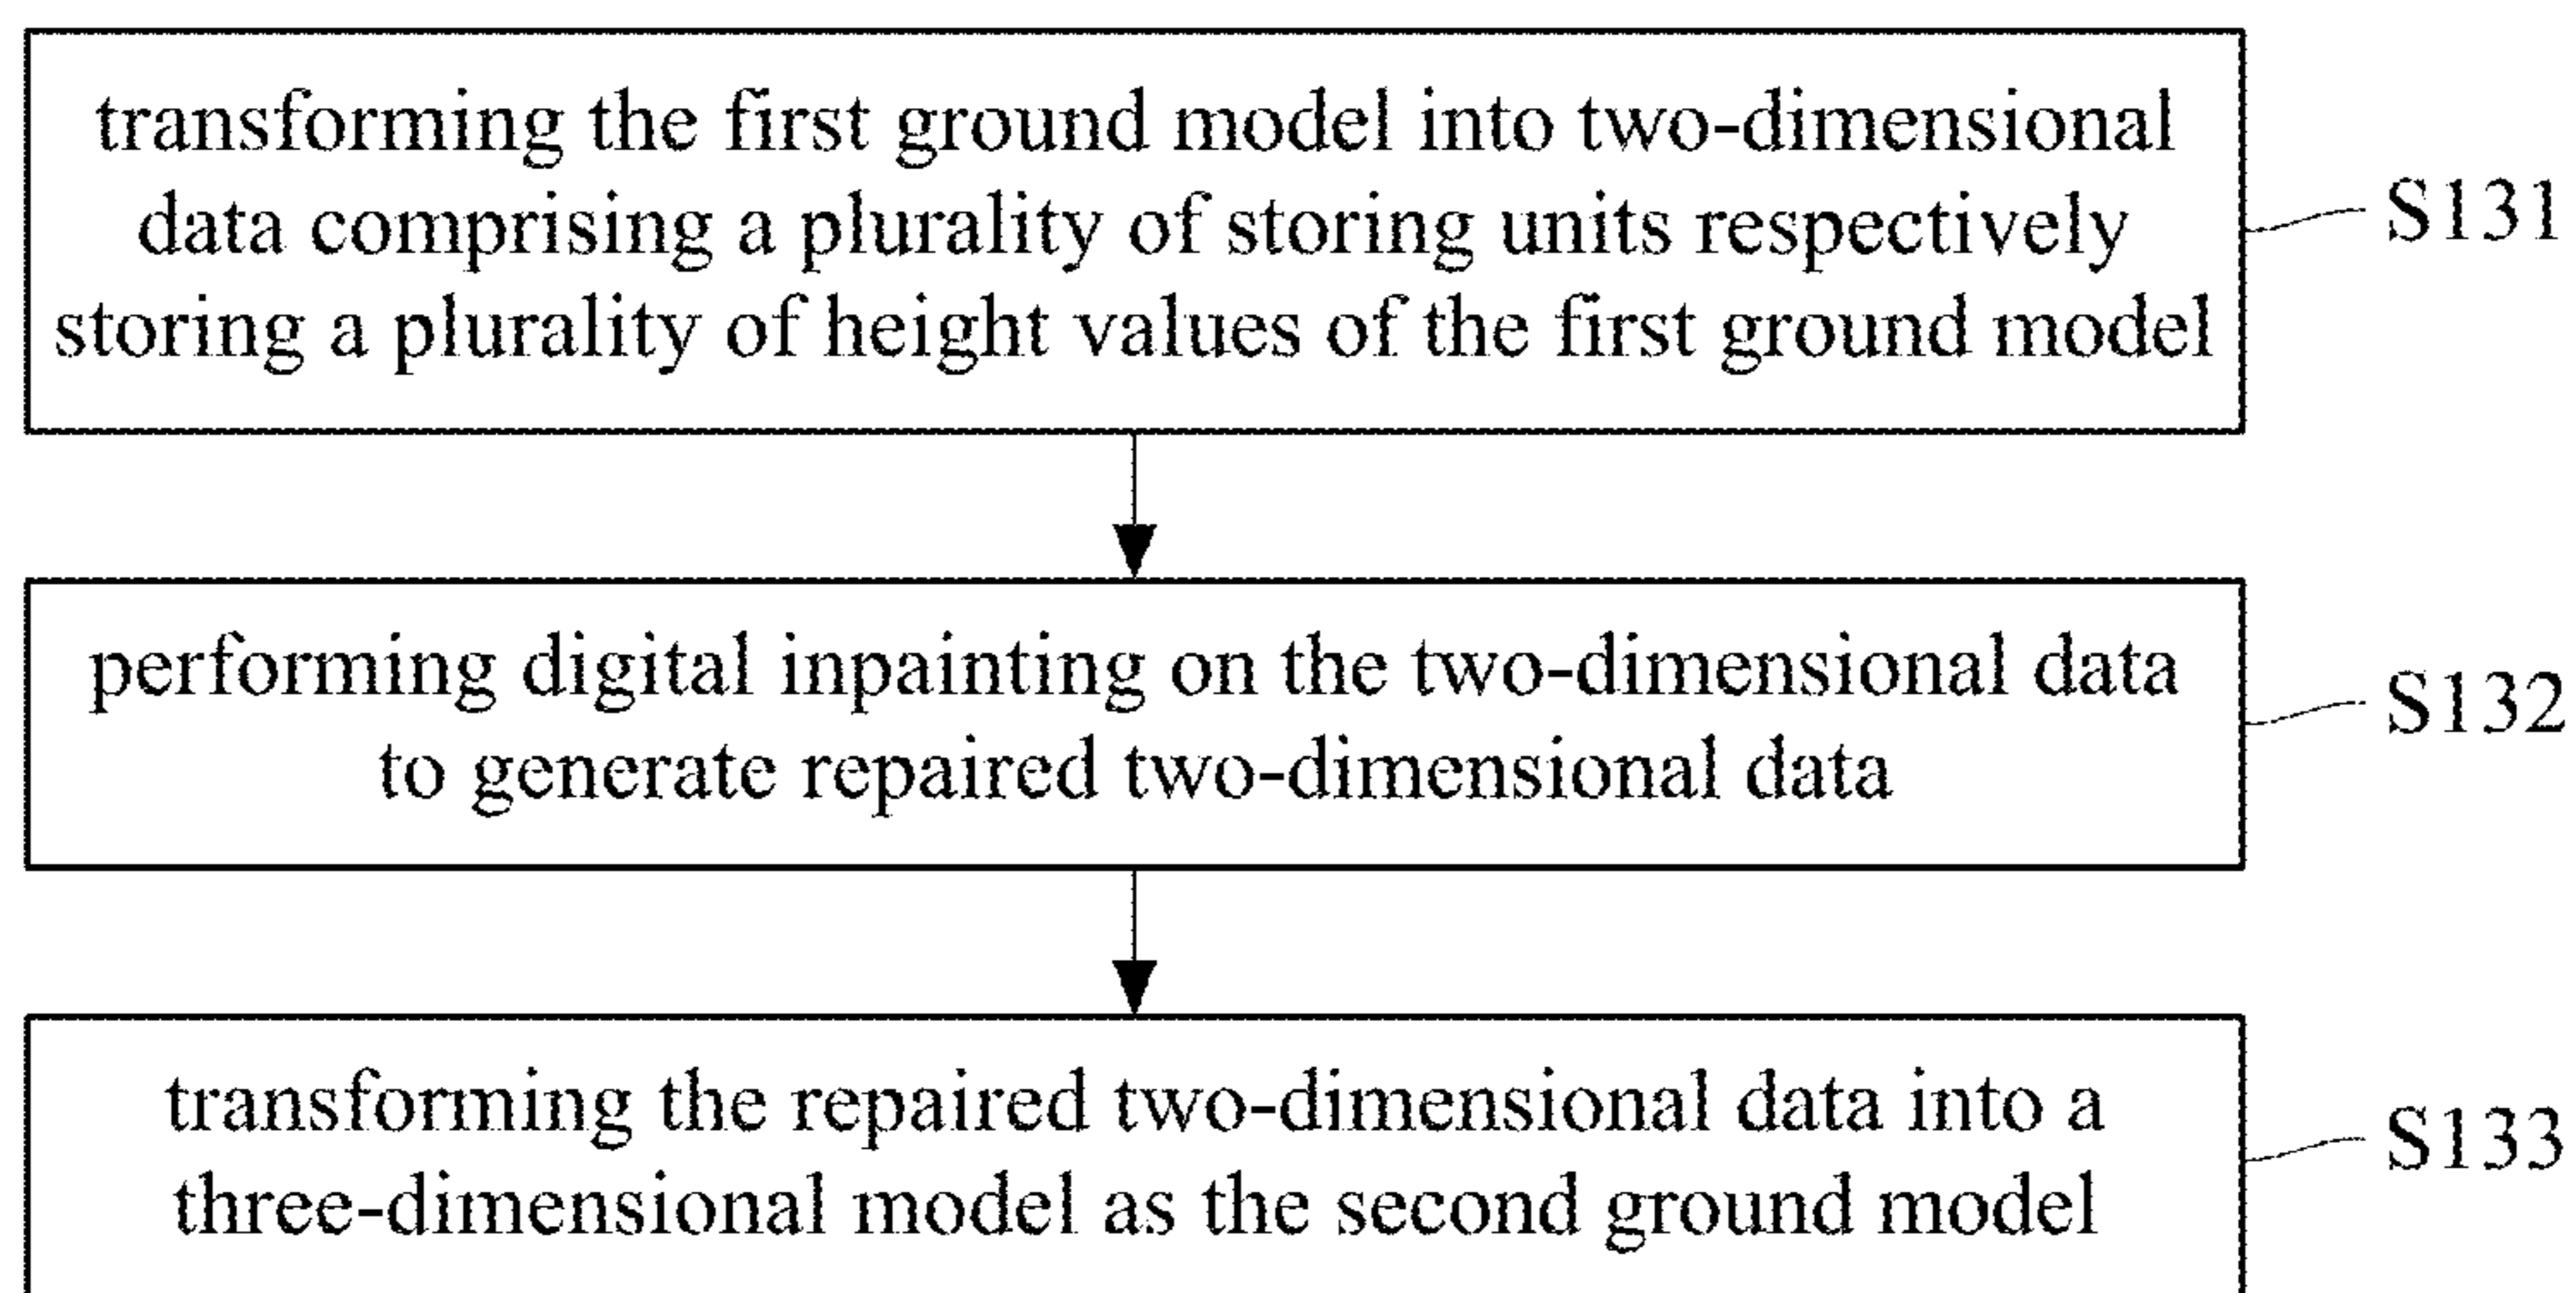 transforming the first ground model into two-dimensional
data comprising a plurality of storing units respectively
storing a plurality of height values of the first ground model
S131
performing digital inpainting on the two-dimensional data
to generate repaired two-dimensional data
S132
transforming the repaired two-dimensional data into a
three-dimensional model as the second ground model
S133